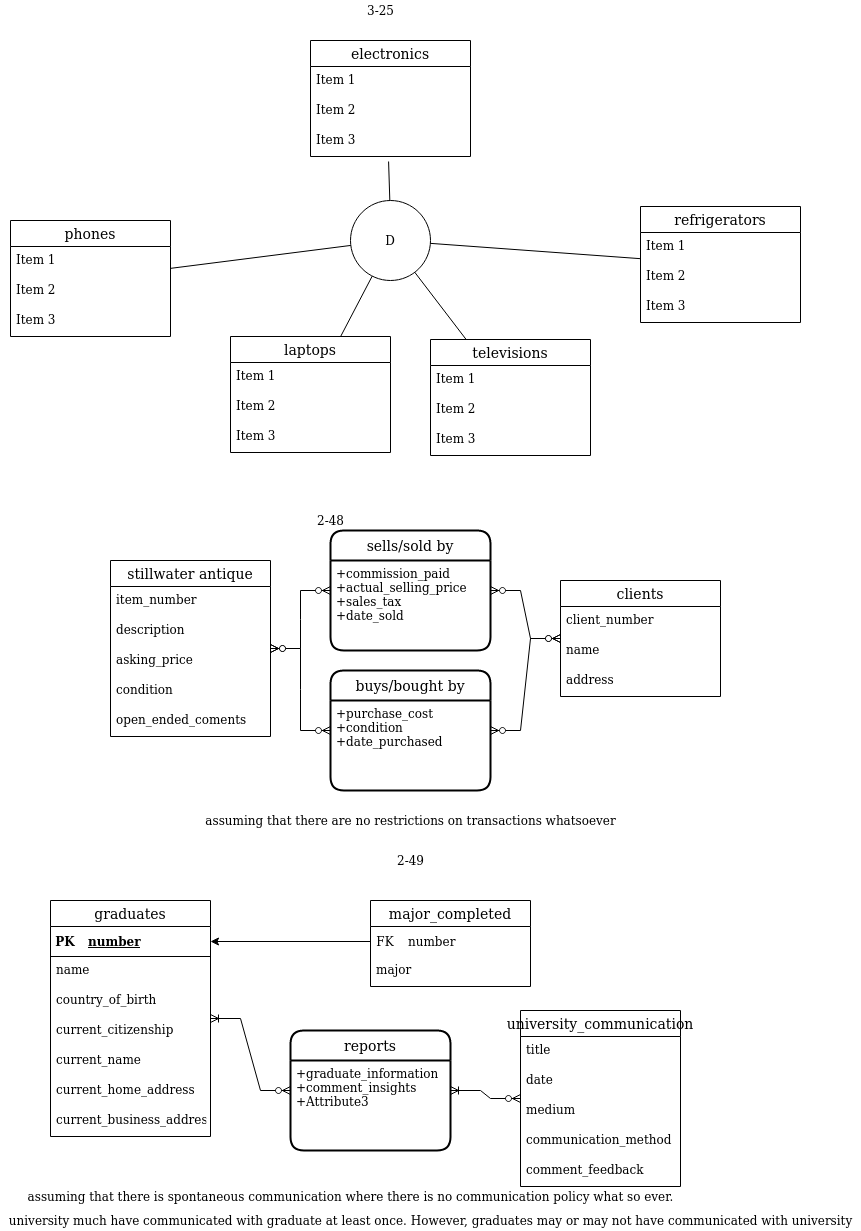 3-25
electronics
Item 1
Item 2
Item 3
D
phones
Item 1
Item 2
Item 3
refrigerators
Item 1
Item 2
Item 3
laptops
Item 1
Item 2
Item 3
televisions
Item 1
Item 2
Item 3
2-48
stillwater antique
item_number
description
asking_price
condition
open_ended_coments
sells/sold by
+commission_paid
+actual_selling_price
+sales_tax
+date_sold
buys/bought by
+purchase_cost
+condition
+date_purchased
clients
client_number
name
address
assuming that there are no restrictions on transactions whatsoever
2-49
graduates
PK number
name
country_of_birth
current_citizenship
current_name
current_home_address
current_business_addres
major_completed
FK number
major
reports
+graduate_information
+comment_insights
+Attribute3
university_communication
title
date
medium
communication_method
comment_feedback
assuming that there is spontaneous communication where there is no communication policy what so ever.
university much have communicated with graduate at least once. However, graduates may or may not have communicated with university